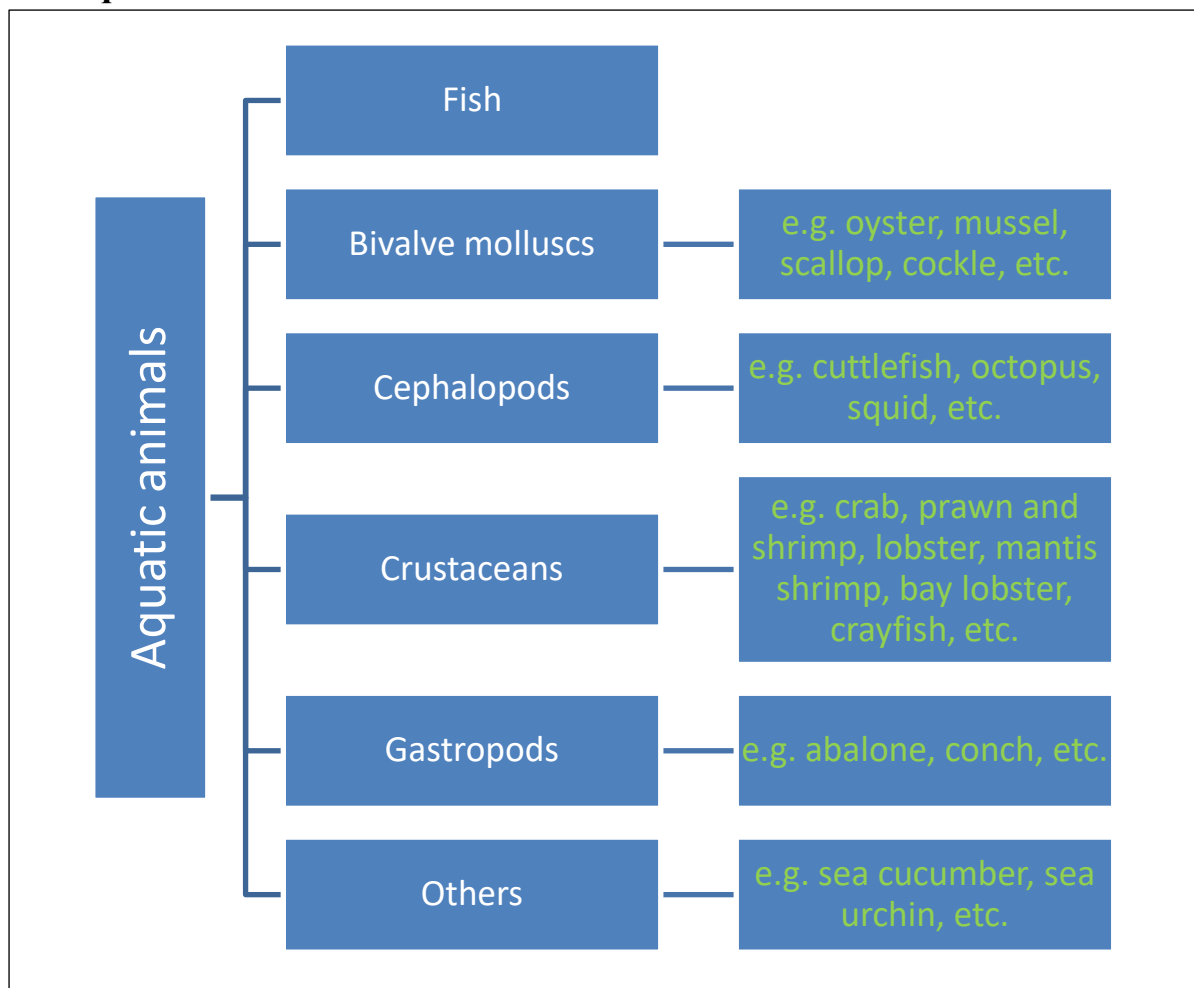 Aquatic animals
Fish
Bivalve molluscs
e.g. oyster, mussel,
scallop, cockle, etc.
Cephalopods
e.g. cuttlefish, octopus,
squid, etc.
Crustaceans
e.g. crab, prawn and
shrimp, lobster, mantis
shrimp, bay lobster,
crayfish, etc.
Gastropods
e.g. abalone, conch, etc.
Others
e.g. sea cucumber, sea
urchin, etc.